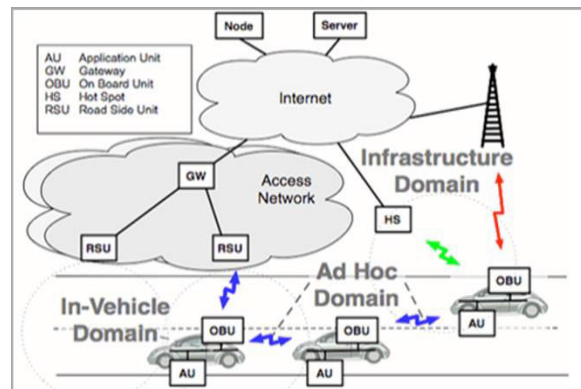 Node
Server
AU Application Unit
GW Gateway
OBU On Board Unit
HS Hot Spot
RSU Road Side Unit
Internet
Infrastructure
Domain
GW
Access
Network
HS
RSU
RSU
Ad Hoc
Domain
OBU
In-Vehicle
Domain
OBU
OBU
AU
AU
AU